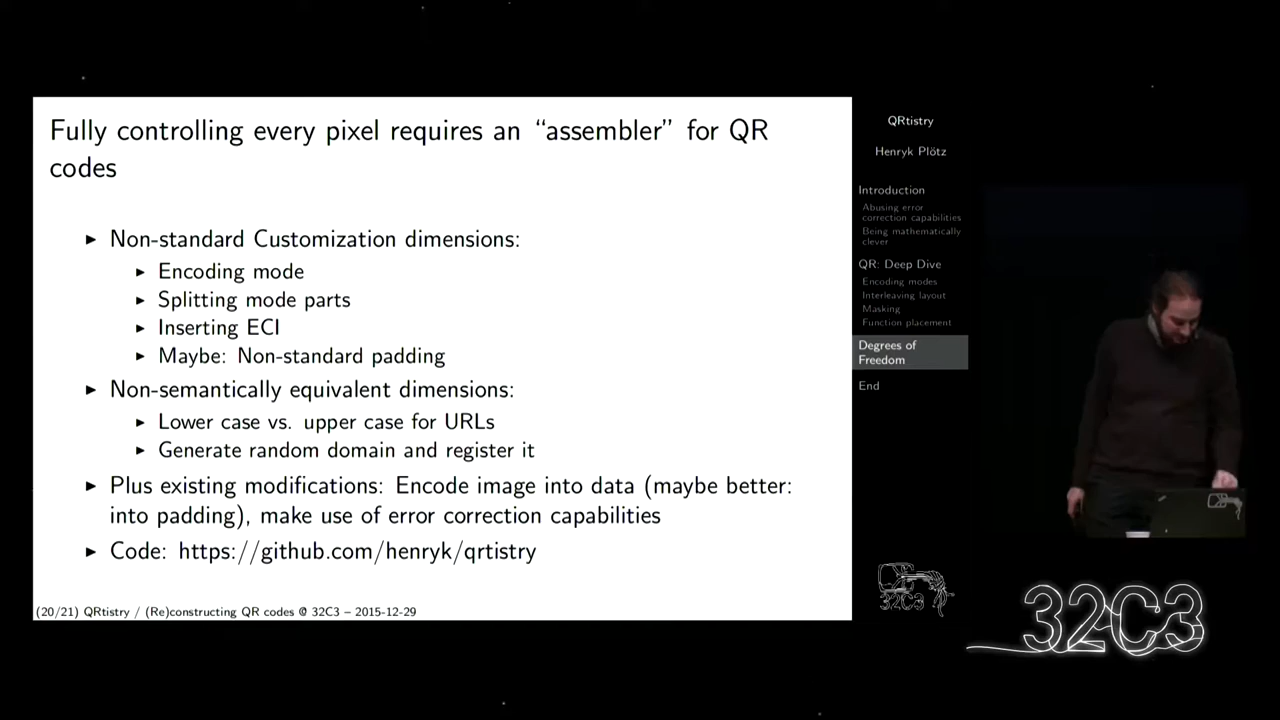 Fully controlling every pixel requires an “assembler” for QR
codes
Non-standard Customization dimensions:
Encoding mode
Splitting mode parts
Inserting ECI
Maybe: Non-standard padding
Non-semantically equivalent dimensions:
Lower case vs. upper case for URLs
Generate random domain and register it
Plus existing modifications: Encode image into data (maybe better:
into padding), make use of error correction capabilities
Code: https://github.com/henryk/qrtistry
(20/21) QRtistry / (Re)constructing QR codes @ 32C3 – 2015-12-29
QRtistry
Henryk Plötz
Introduction
Abusing error
correction capabilities
Being mathematically
clever
QR: Deep Dive
Encoding modes
Interleaving layout
Masking
Function placement
Degrees of
Freedom
End
32C3
32C3